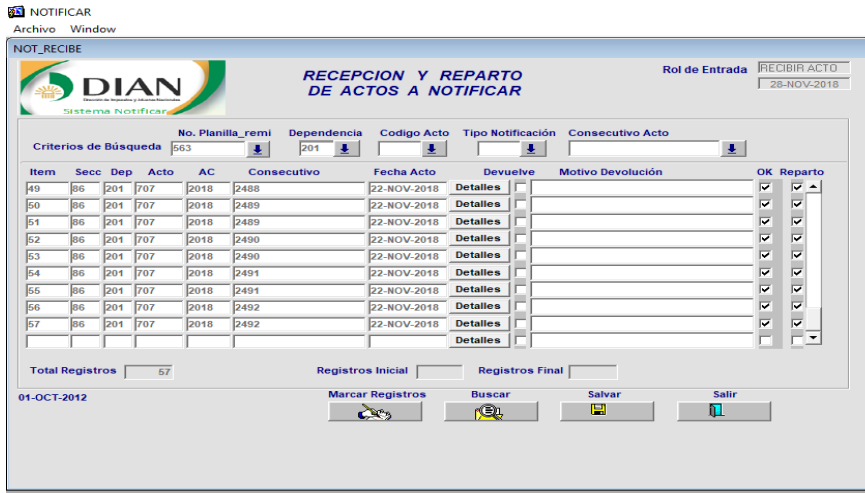 NOTIFICAR
Archivo Window
NOT_RECIBE
DIAN
Dirección de Impuestos y Aduanas Nacionales
Sistema Notificar
RECEPCION Y REPARTO
DE ACTOS A NOTIFICAR
Rol de Entrada RECIBIR ACTO
28-NOV-2018
No. Planilla_remi Dependencia Codigo Acto Tipo Notificación Consecutivo Acto
Criterios de Búsqueda 563 201
Item Secc Dep Acto AC Consecutivo Fecha Acto Devuelve Motivo Devolución OK Reparto
49 86 201 707 2018 2488 22-NOV-2018 Detalles
50 86 201 707 2018 2489 22-NOV-2018 Detalles
51 86 201 707 2018 2489 22-NOV-2018 Detalles
52 86 201 707 2018 2490 22-NOV-2018 Detalles
53 86 201 707 2018 2490 22-NOV-2018 Detalles
54 86 201 707 2018 2491 22-NOV-2018 Detalles
55 86 201 707 2018 2491 22-NOV-2018 Detalles
56 86 201 707 2018 2492 22-NOV-2018 Detalles
57 86 201 707 2018 2492 22-NOV-2018 Detalles
Detalles
Total Registros 57 Registros Inicial Registros Final
01-OCT-2012 Marcar Registros Buscar Salvar Salir